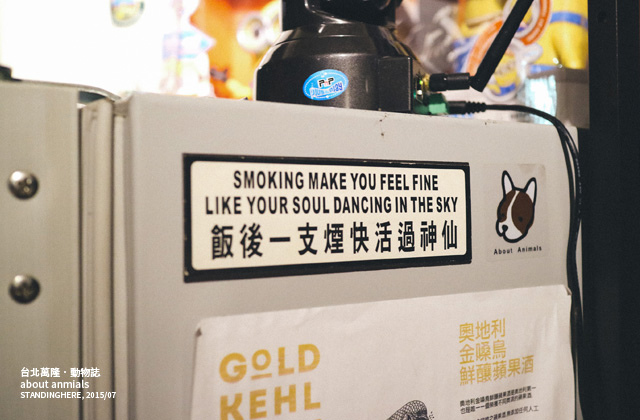 SMOKING MAKE YOU FEEL FINE
LIKE YOUR SOUL DANCING IN THE SKY
飯後一支煙快活過神仙
About Animals
GOLD
KEHL
奧地利
金嗓鳥
鮮釀蘋果酒
台北萬隆・動物誌
about anmials
STANDINGHERE, 2015/07